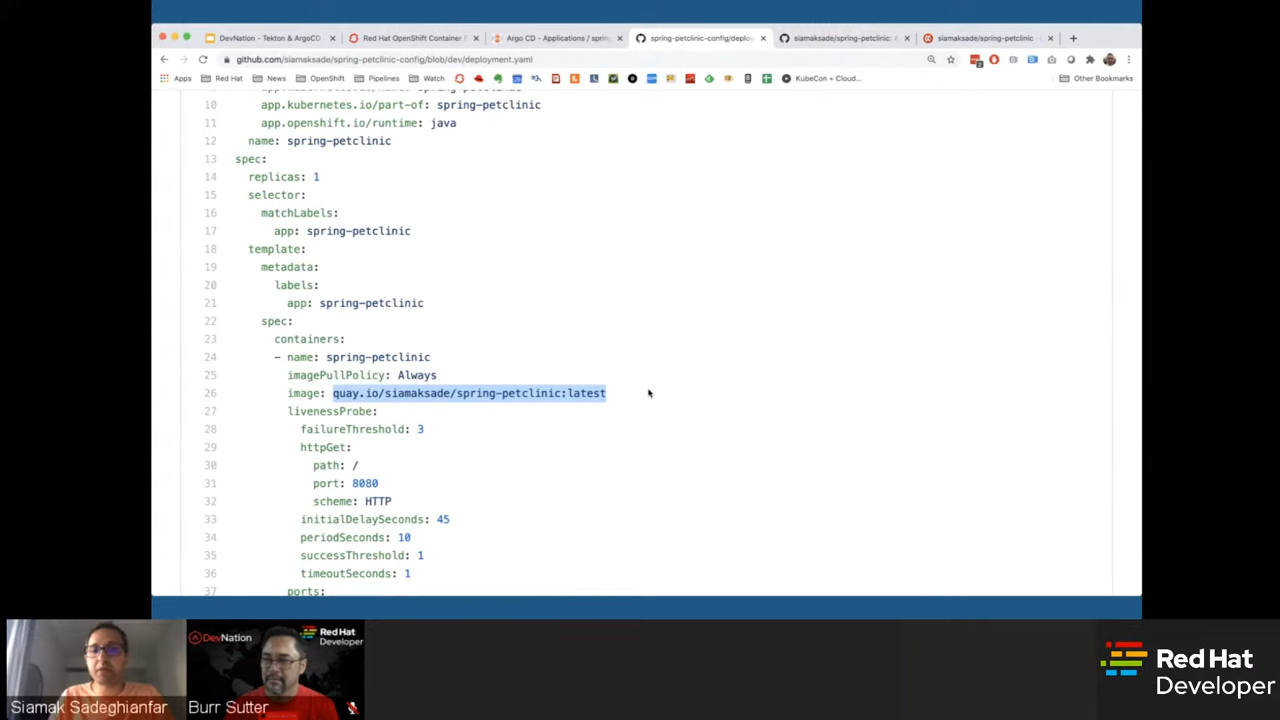 DevNation - Tekton & ArgoCD
Red Hat OpenShift Container P
Argo CD - Applications / spring
spring-petclinic-config/deploy
siamaksade/spring-petclinic: A
siamaksade/spring-petclinic ·
github.com/siamaksade/spring-petclinic-config/blob/dev/deployment.yaml
Apps
Red Hat
News
OpenShift
Pipelines
Watch
KubeCon + Cloud...
Other Bookmarks
10 app.kubernetes.io/part-of: spring-petclinic
11 app.openshift.io/runtime: java
12 name: spring-petclinic
13 spec:
14 replicas: 1
15 selector:
16 matchLabels:
17 app: spring-petclinic
18 template:
19 metadata:
20 labels:
21 app: spring-petclinic
22 spec:
23 containers:
24 - name: spring-petclinic
25 imagePullPolicy: Always
26 image: quay.io/siamaksade/spring-petclinic:latest
27 livenessProbe:
28 failureThreshold: 3
29 httpGet:
30 path: /
31 port: 8080
32 scheme: HTTP
33 initialDelaySeconds: 45
34 periodSeconds: 10
35 successThreshold: 1
36 timeoutSeconds: 1
37 ports:
DevNation
Red Hat
Developer
Siamak Sadeghianfar
Burr Sutter
Red Hat
Developer